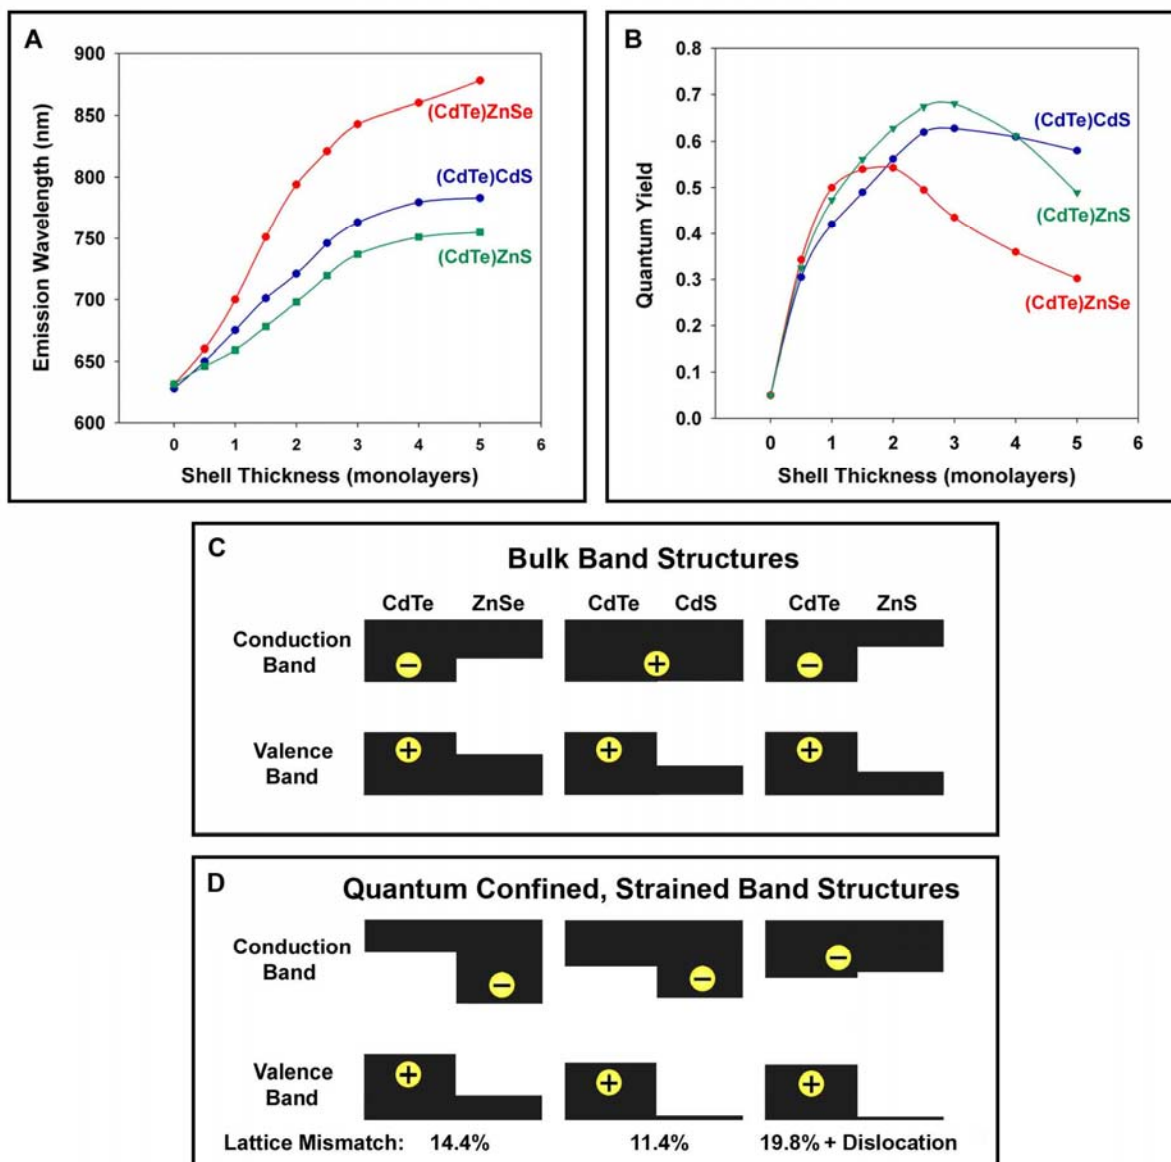 A
900
850
800
750
700
650
600
0 1 2 3 4 5 6
Emission Wavelength (nm)
Shell Thickness (monolayers)
(CdTe)ZnSe
(CdTe)CdS
(CdTe)ZnS
B
0.8
0.7
0.6
0.5
0.4
0.3
0.2
0.1
0.0
0 1 2 3 4 5 6
Quantum Yield
Shell Thickness (monolayers)
(CdTe)CdS
(CdTe)ZnS
(CdTe)ZnSe
C
Bulk Band Structures
CdTe ZnSe CdTe CdS CdTe ZnS
Conduction
Band
− + −
Valence
Band
+ + +
D
Quantum Confined, Strained Band Structures
Conduction
Band
− − −
Valence
Band
+ + +
Lattice Mismatch: 14.4% 11.4% 19.8% + Dislocation